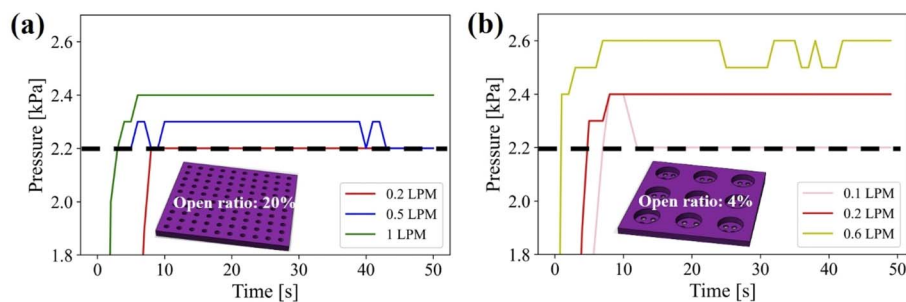 (a)
Pressure [kPa]
2.6
2.4
2.2
2.0
1.8
Open ratio: 20%
0.2 LPM
0.5 LPM
1 LPM
0 10 20 30 40 50
Time [s]
(b)
Pressure [kPa]
2.6
2.4
2.2
2.0
1.8
Open ratio: 4%
0.1 LPM
0.2 LPM
0.6 LPM
0 10 20 30 40 50
Time [s]